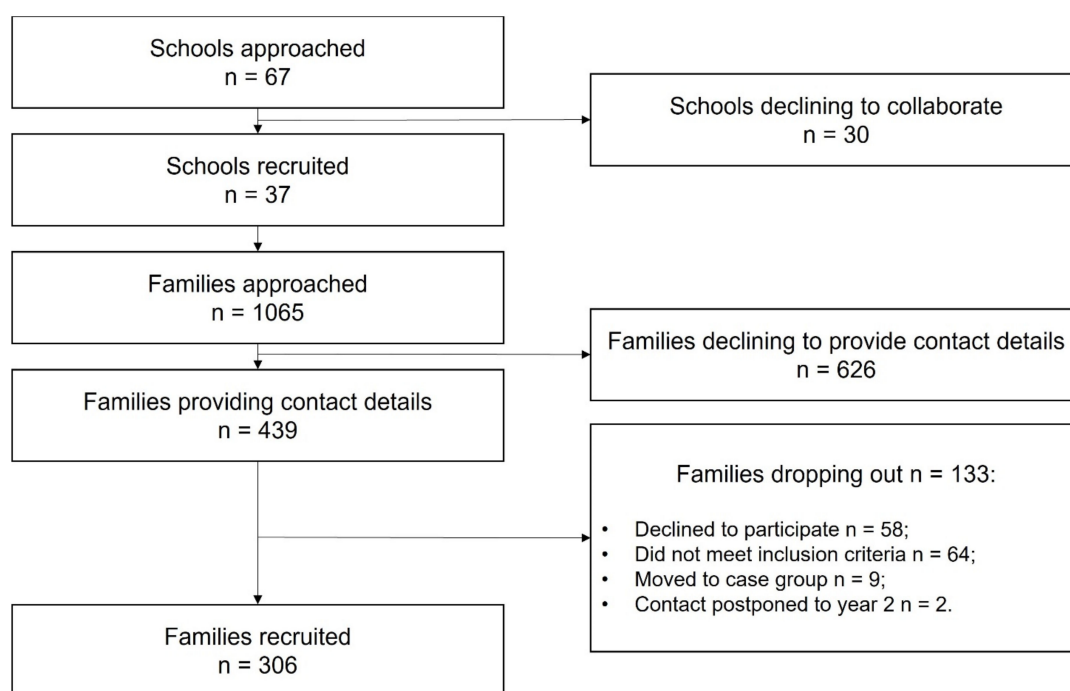 Schools approached
n = 67
Schools declining to collaborate
n = 30
Schools recruited
n = 37
Families approached
n = 1065
Families declining to provide contact details
n = 626
Families providing contact details
n = 439
Families dropping out n = 133:
• Declined to participate n = 58;
• Did not meet inclusion criteria n = 64;
• Moved to case group n = 9;
• Contact postponed to year 2 n = 2.
Families recruited
n = 306